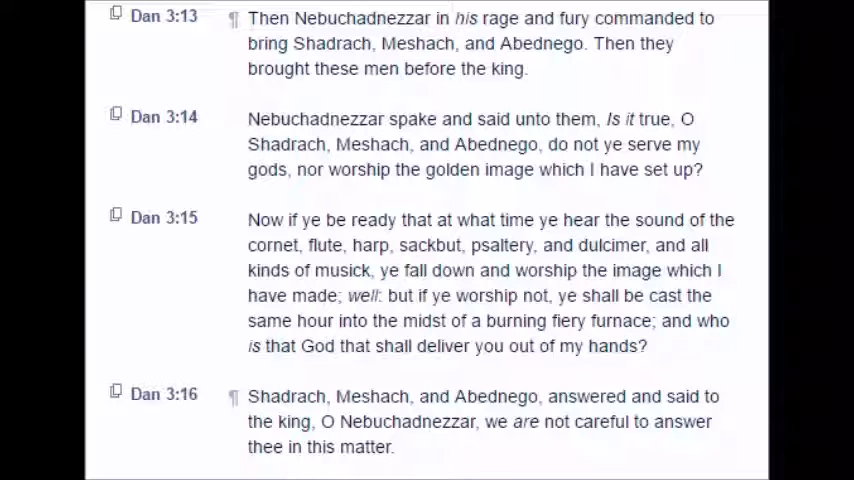 Dan 3:13 ¶ Then Nebuchadnezzar in his rage and fury commanded to
bring Shadrach, Meshach, and Abednego. Then they
brought these men before the king.
Dan 3:14 Nebuchadnezzar spake and said unto them, Is it true, O
Shadrach, Meshach, and Abednego, do not ye serve my
gods, nor worship the golden image which I have set up?
Dan 3:15 Now if ye be ready that at what time ye hear the sound of the
cornet, flute, harp, sackbut, psaltery, and dulcimer, and all
kinds of musick, ye fall down and worship the image which I
have made; well: but if ye worship not, ye shall be cast the
same hour into the midst of a burning fiery furnace; and who
is that God that shall deliver you out of my hands?
Dan 3:16 ¶ Shadrach, Meshach, and Abednego, answered and said to
the king, O Nebuchadnezzar, we are not careful to answer
thee in this matter.